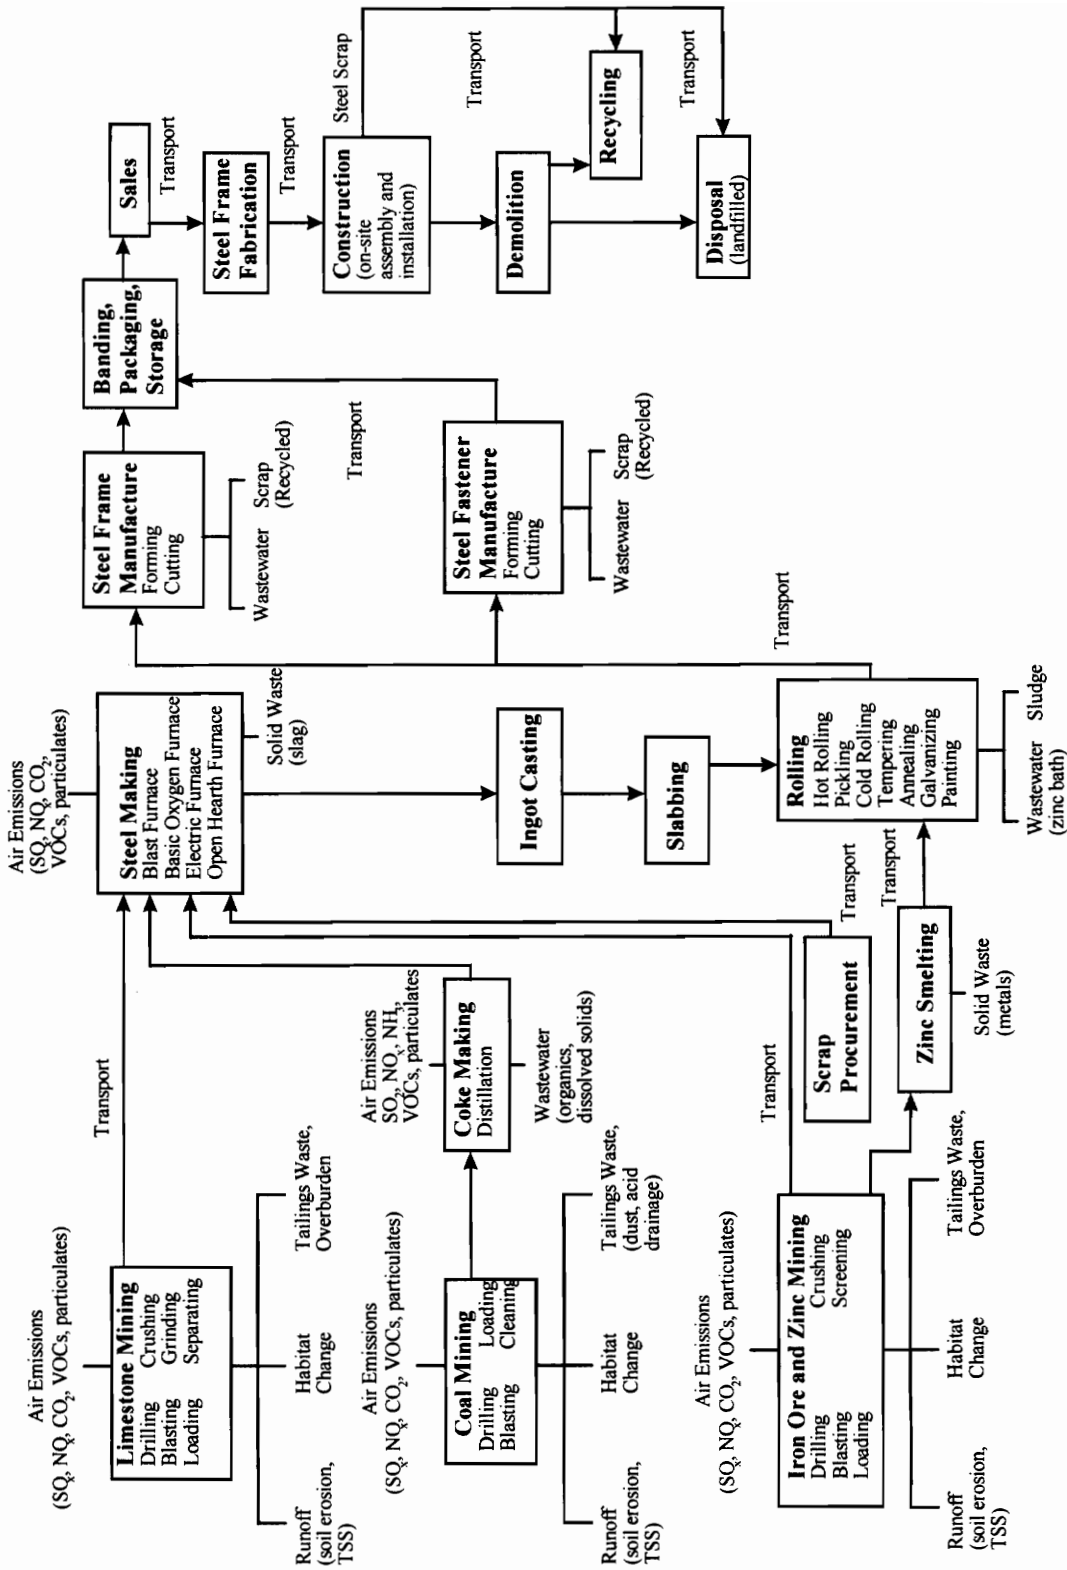 Air Emissions
(SOx, NOx, CO2, VOCs, particulates)
Limestone Mining
Drilling Crushing
Blasting Grinding
Loading Separating
Runoff
(soil erosion,
TSS)
Habitat
Change
Tailings Waste,
Overburden
Transport
Air Emissions
(SOx, NOx, CO2, VOCs, particulates)
Coal Mining
Drilling Loading
Blasting Cleaning
Runoff
(soil erosion,
TSS)
Habitat
Change
Tailings Waste,
(dust, acid
drainage)
Air Emissions
SO2, NOx, NH3,
VOCs, particulates
Coke Making
Distillation
Wastewater
(organics,
dissolved solids)
Air Emissions
(SOx, NOx, CO2, VOCs, particulates)
Iron Ore and Zinc Mining
Drilling Crushing
Blasting Screening
Loading
Runoff
(soil erosion,
TSS)
Habitat
Change
Tailings Waste,
Overburden
Transport
Scrap
Procurement
Transport
Zinc Smelting
Solid Waste
(metals)
Transport
Air Emissions
(SOx, NOx, CO2,
VOCs, particulates)
Steel Making
Blast Furnace
Basic Oxygen Furnace
Electric Furnace
Open Hearth Furnace
Solid Waste
(slag)
Ingot Casting
Slabbing
Rolling
Hot Rolling
Pickling
Cold Rolling
Tempering
Annealing
Galvanizing
Painting
Wastewater
(zinc bath)
Sludge
Transport
Steel Frame
Manufacture
Forming
Cutting
Wastewater
Scrap
(Recycled)
Steel Fastener
Manufacture
Forming
Cutting
Wastewater
Scrap
(Recycled)
Transport
Banding,
Packaging,
Storage
Sales
Transport
Steel Frame
Fabrication
Transport
Construction
(on-site
assembly and
installation)
Steel Scrap
Transport
Demolition
Recycling
Transport
Disposal
(landfilled)